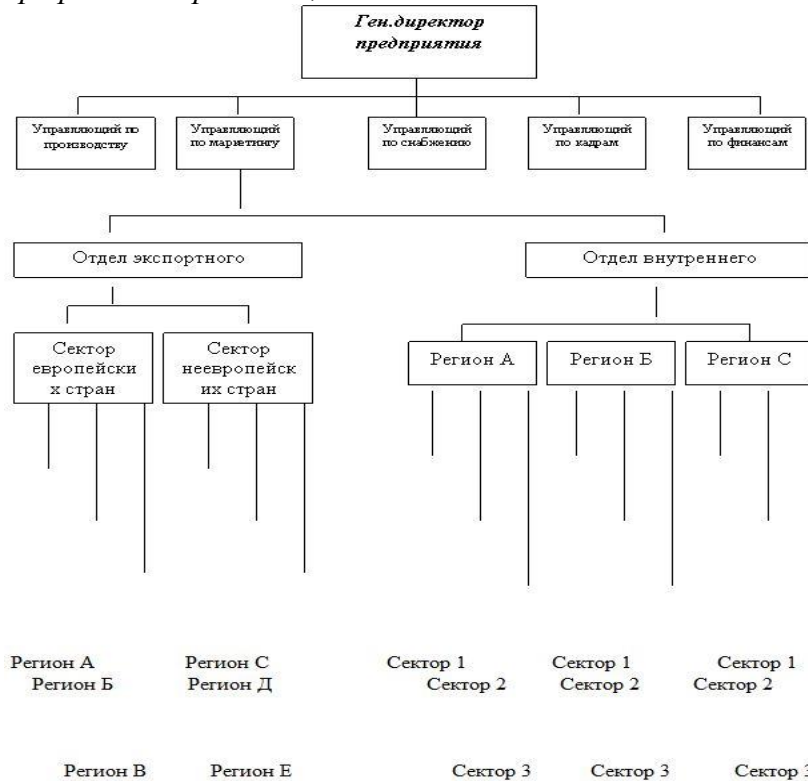 Ген.директор
предприятия
Управляющий по
производству
Управляющий
по маркетингу
Управляющий
по снабжению
Управляющий
по кадрам
Управляющий
по финансам
Отдел экспортного
Отдел внутреннего
Сектор
европейски
х стран
Сектор
неевропейск
их стран
Регион А
Регион Б
Регион С
Регион А
Регион С
Сектор 1
Сектор 1
Сектор 1
Регион Б
Регион Д
Сектор 2
Сектор 2
Сектор 2
Регион В
Регион Е
Сектор 3
Сектор 3
Сектор 3